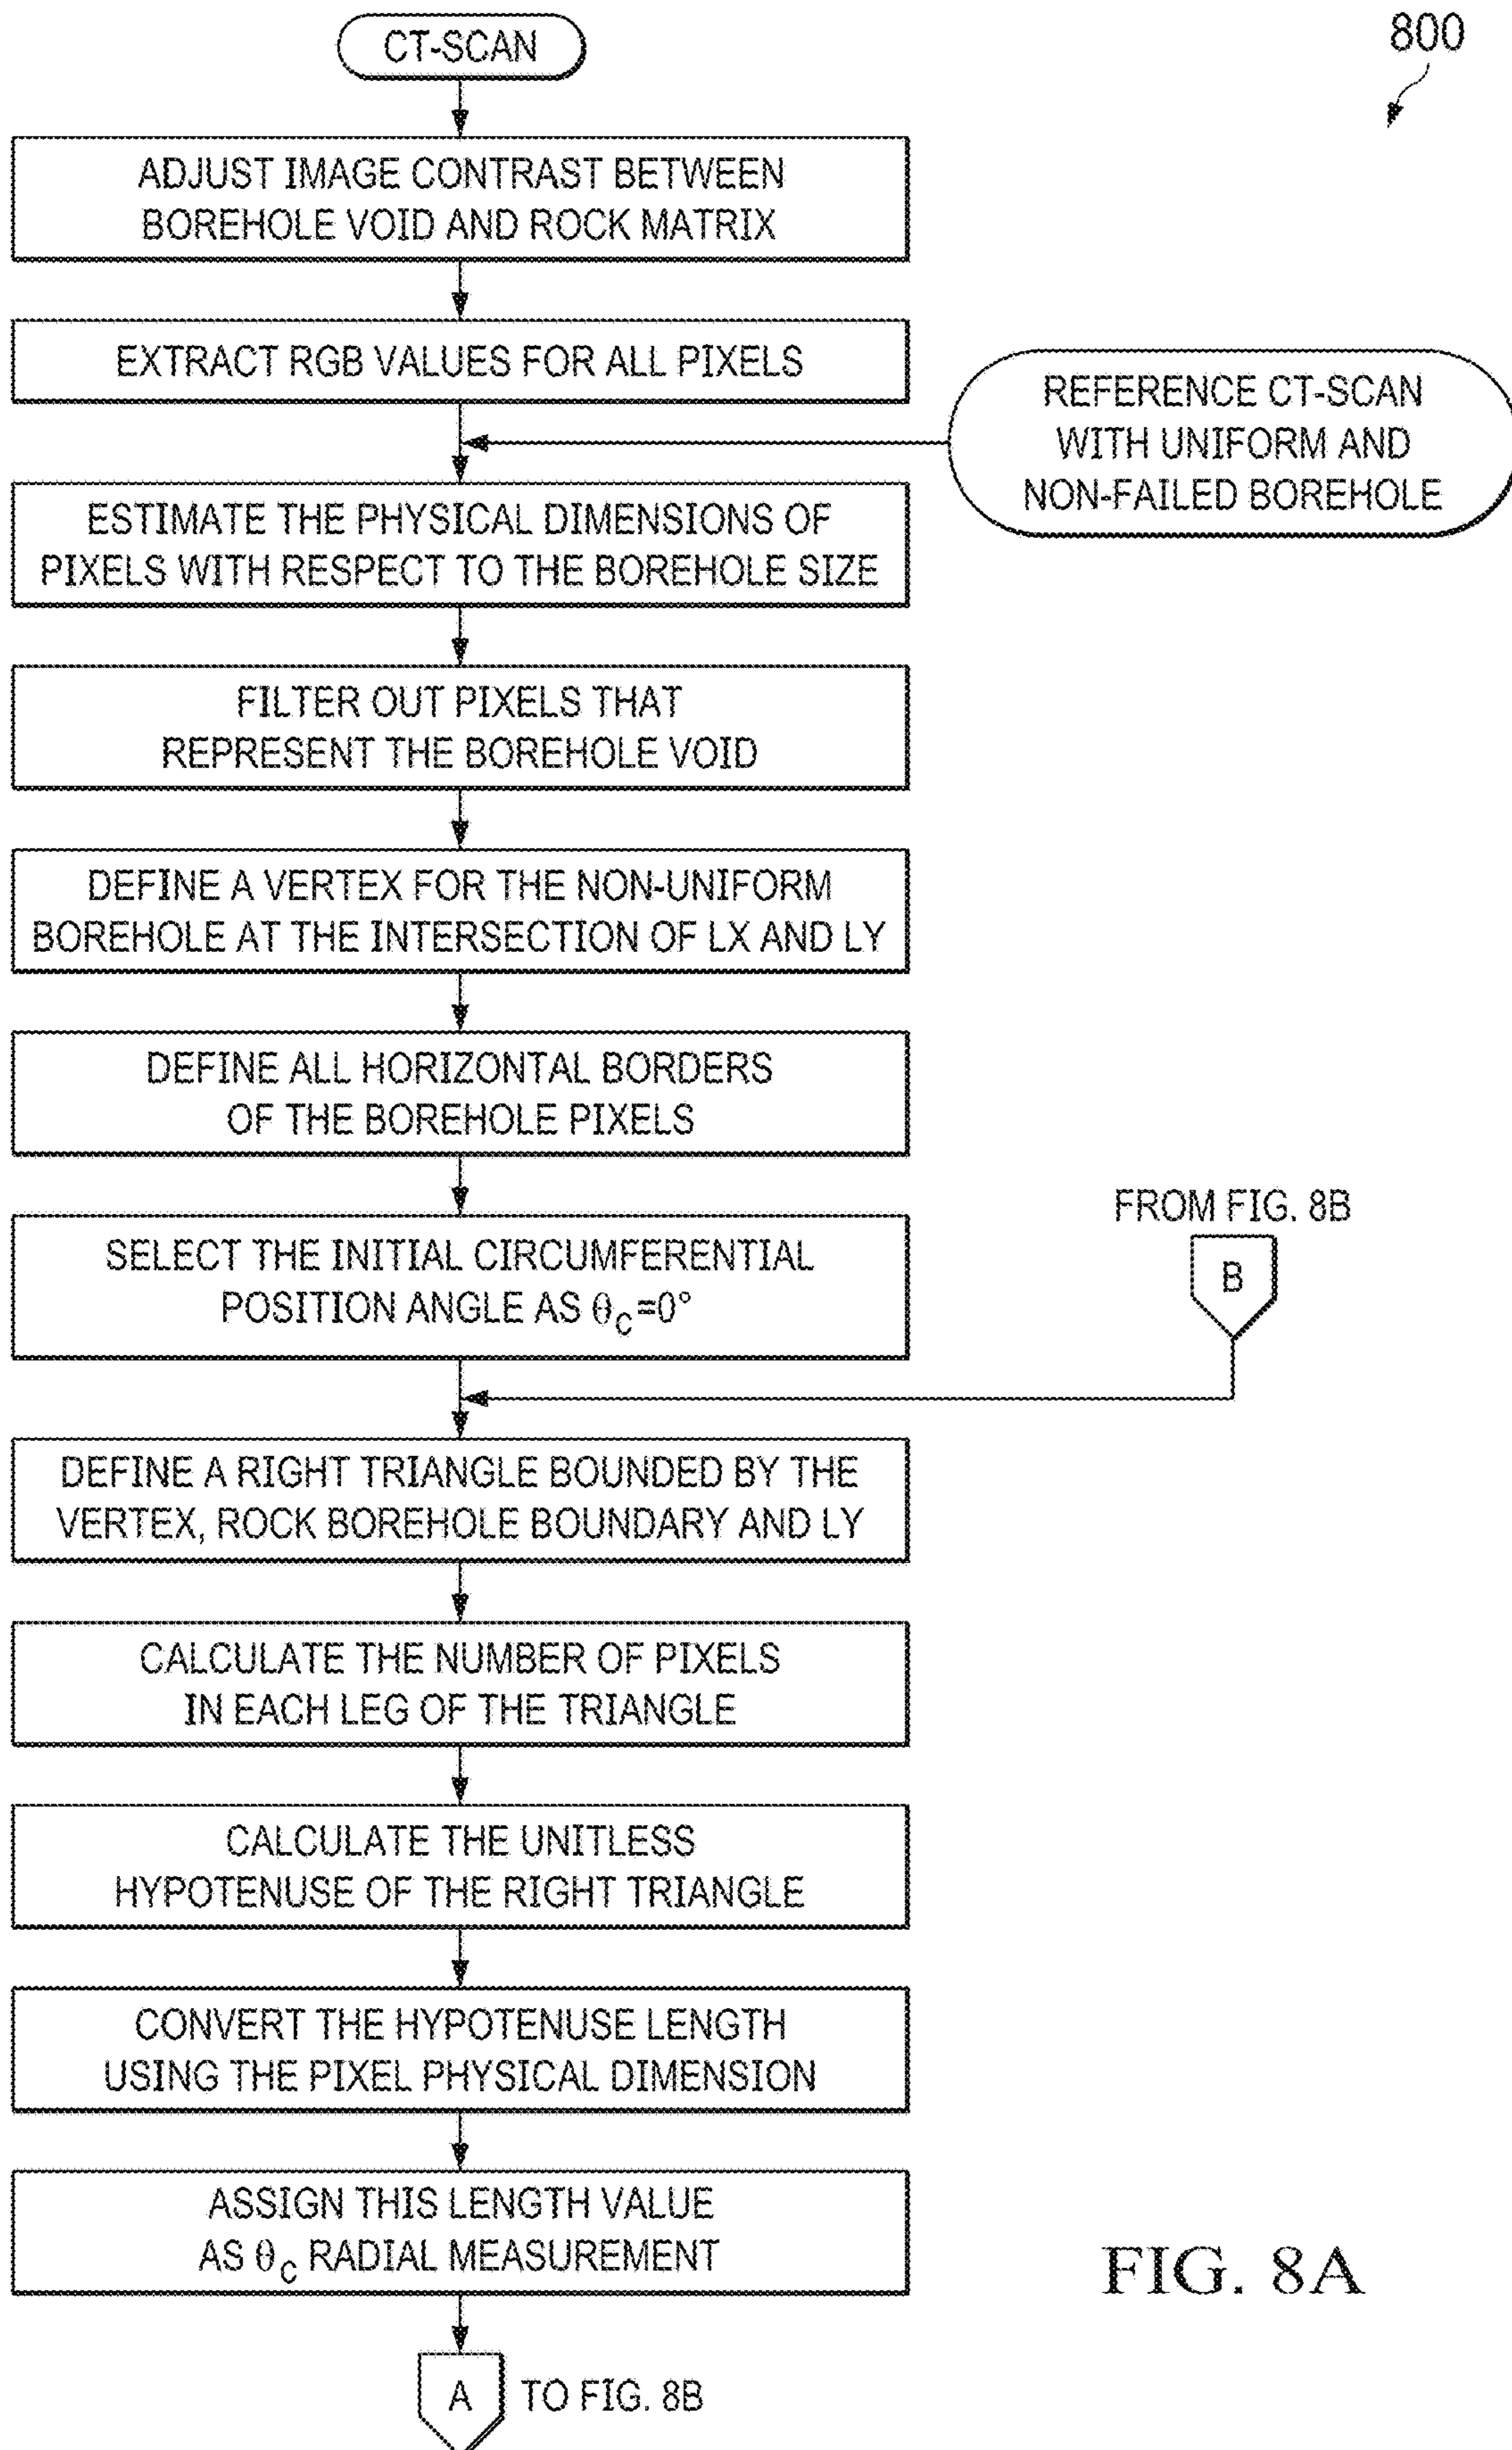 CT-SCAN
800
ADJUST IMAGE CONTRAST BETWEEN
BOREHOLE VOID AND ROCK MATRIX
EXTRACT RGB VALUES FOR ALL PIXELS
REFERENCE CT-SCAN
WITH UNIFORM AND
NON-FAILED BOREHOLE
ESTIMATE THE PHYSICAL DIMENSIONS OF
PIXELS WITH RESPECT TO THE BOREHOLE SIZE
FILTER OUT PIXELS THAT
REPRESENT THE BOREHOLE VOID
DEFINE A VERTEX FOR THE NON-UNIFORM
BOREHOLE AT THE INTERSECTION OF LX AND LY
DEFINE ALL HORIZONTAL BORDERS
OF THE BOREHOLE PIXELS
SELECT THE INITIAL CIRCUMFERENTIAL
POSITION ANGLE AS θC=0°
FROM FIG. 8B
B
DEFINE A RIGHT TRIANGLE BOUNDED BY THE
VERTEX, ROCK BOREHOLE BOUNDARY AND LY
CALCULATE THE NUMBER OF PIXELS
IN EACH LEG OF THE TRIANGLE
CALCULATE THE UNITLESS
HYPOTENUSE OF THE RIGHT TRIANGLE
CONVERT THE HYPOTENUSE LENGTH
USING THE PIXEL PHYSICAL DIMENSION
ASSIGN THIS LENGTH VALUE
AS θC RADIAL MEASUREMENT
FIG. 8A
A TO FIG. 8B